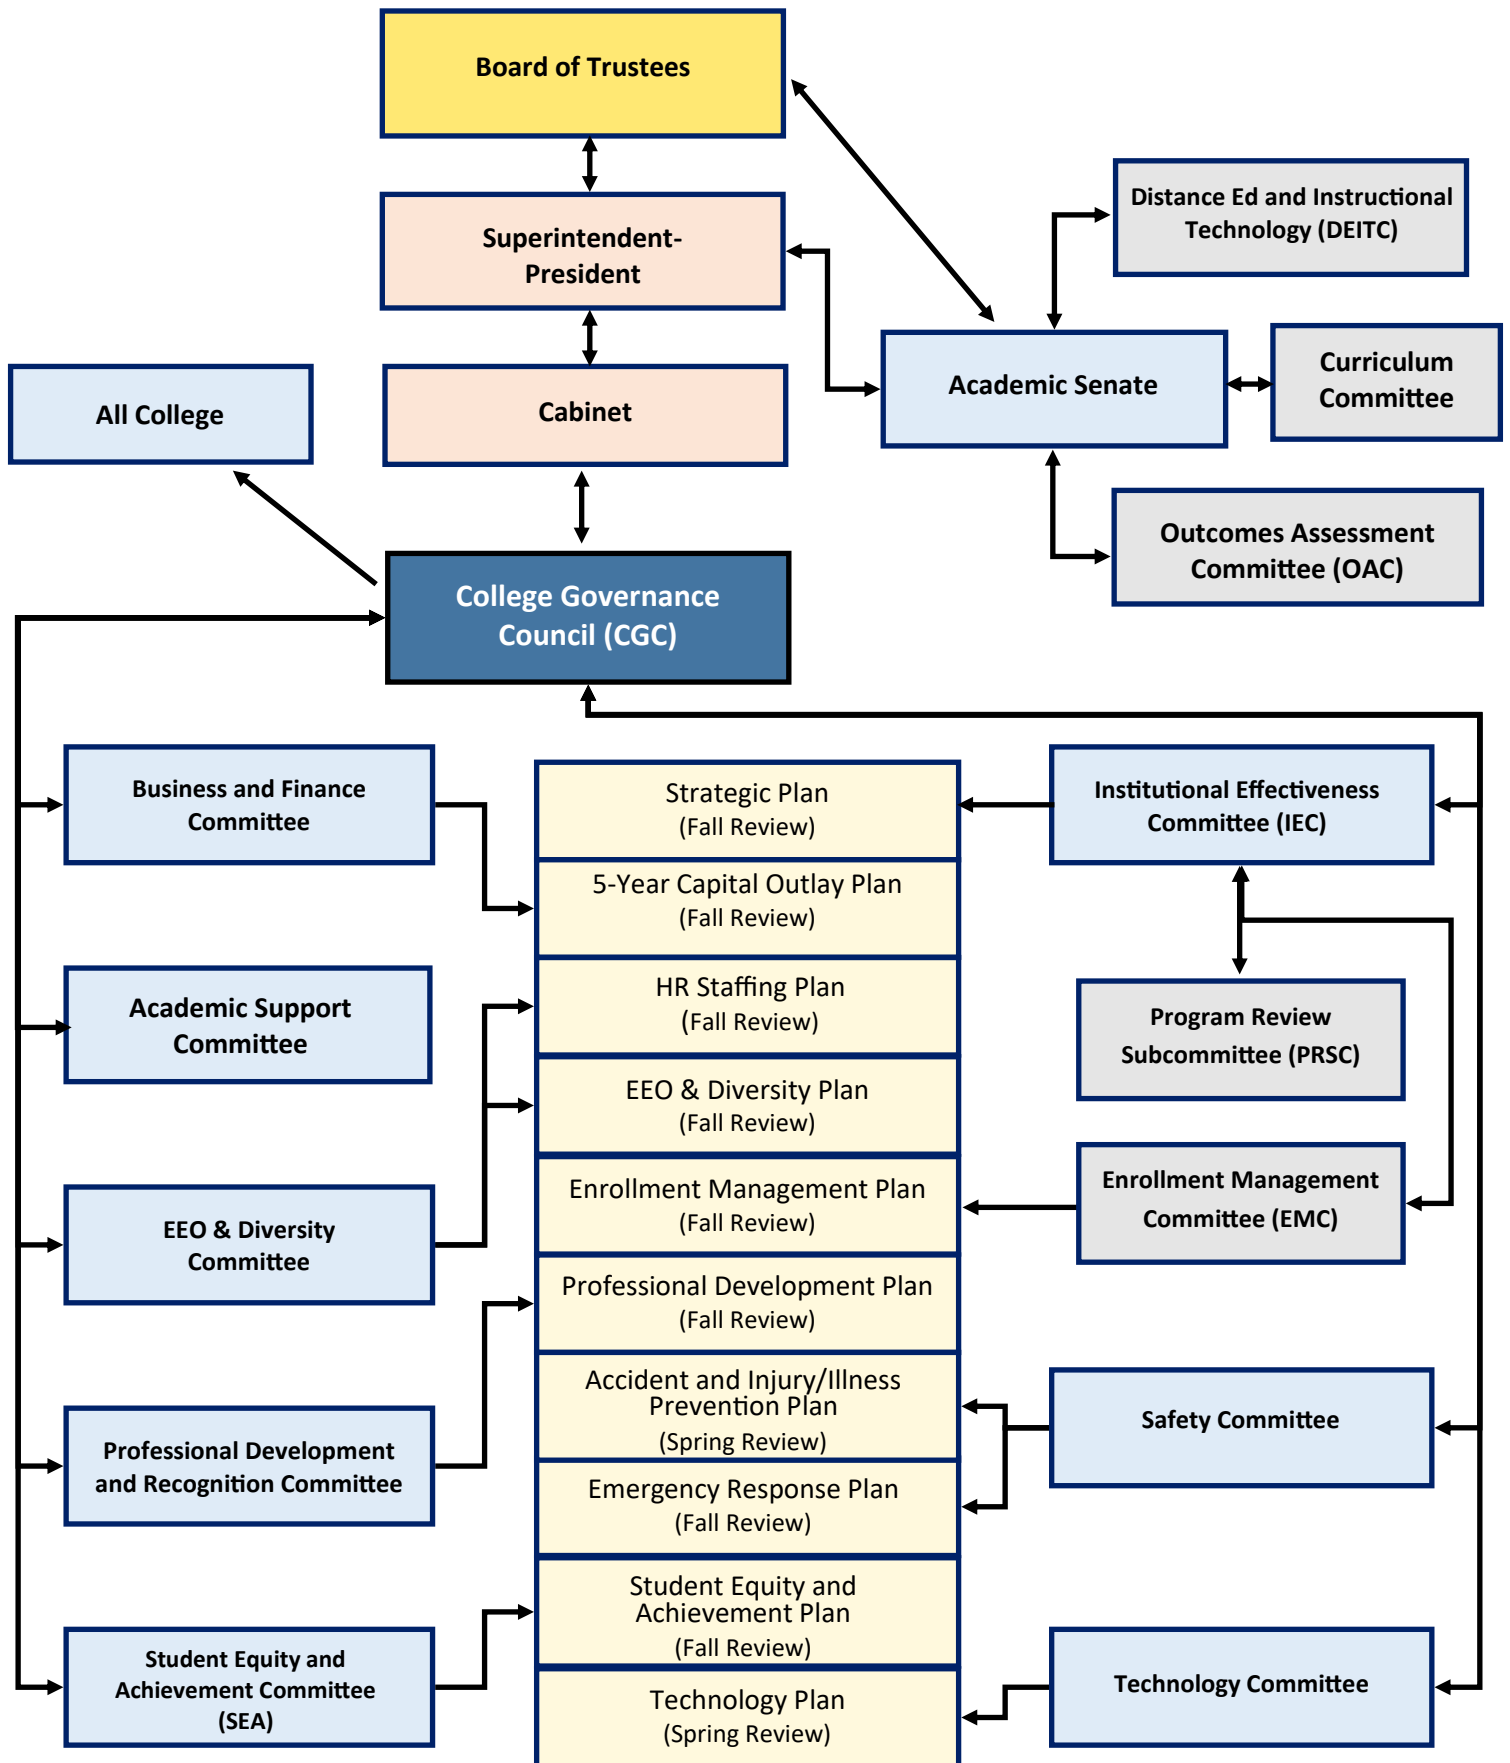 Board of Trustees
Superintendent-
President
Distance Ed and Instructional
Technology (DEITC)
All College
Cabinet
Academic Senate
Curriculum
Committee
Outcomes Assessment
Committee (OAC)
College Governance
Council (CGC)
Business and Finance
Committee
Academic Support
Committee
EEO & Diversity
Committee
Professional Development
and Recognition Committee
Student Equity and
Achievement Committee
(SEA)
Strategic Plan
(Fall Review)
5-Year Capital Outlay Plan
(Fall Review)
HR Staffing Plan
(Fall Review)
EEO & Diversity Plan
(Fall Review)
Enrollment Management Plan
(Fall Review)
Professional Development Plan
(Fall Review)
Accident and Injury/Illness
Prevention Plan
(Spring Review)
Emergency Response Plan
(Fall Review)
Student Equity and
Achievement Plan
(Fall Review)
Technology Plan
(Spring Review)
Institutional Effectiveness
Committee (IEC)
Program Review
Subcommittee (PRSC)
Enrollment Management
Committee (EMC)
Safety Committee
Technology Committee